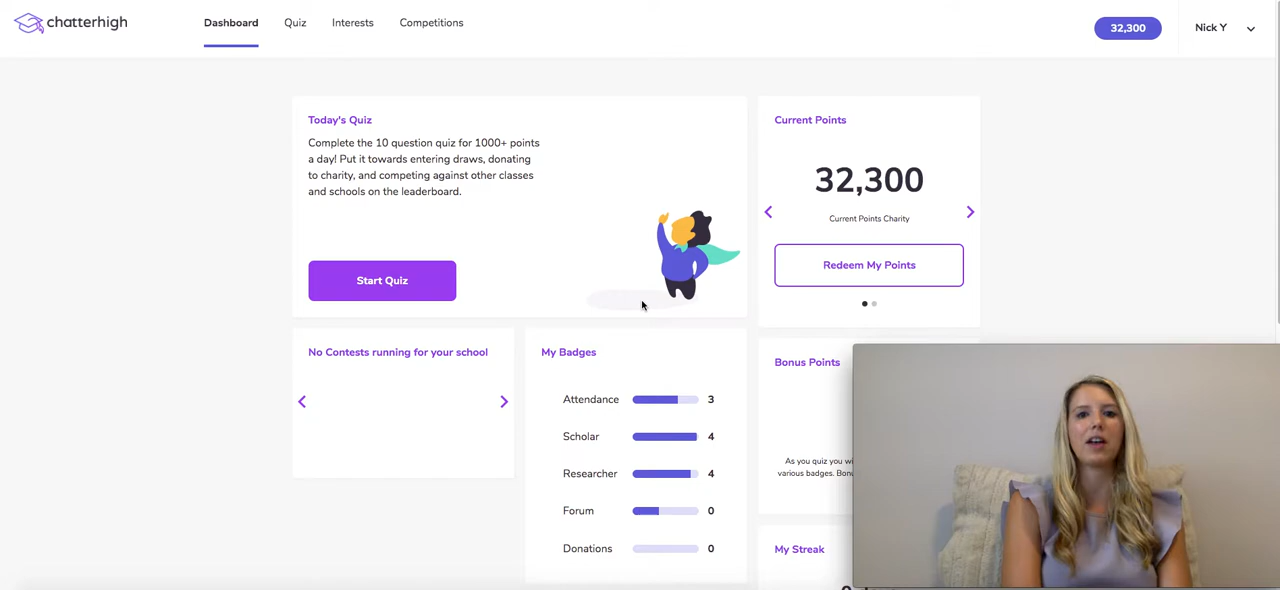 chatterhigh
Dashboard
Quiz
Interests
Competitions
32,300
Nick Y
Today's Quiz
Complete the 10 question quiz for 1000+ points
a day! Put it towards entering draws, donating
to charity, and competing against other classes
and schools on the leaderboard.
Start Quiz
Current Points
32,300
Current Points Charity
Redeem My Points
No Contests running for your school
My Badges
Attendance 3
Scholar 4
Researcher 4
Forum 0
Donations 0
Bonus Points
As you quiz you
various badges.
My Streak